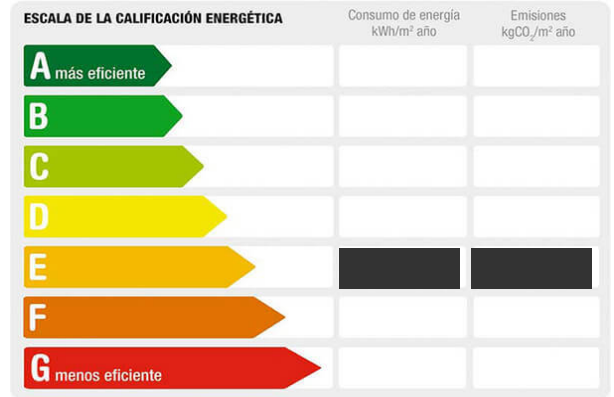 ESCALA DE LA CALIFICACIÓN ENERGÉTICA
Consumo de energía
kWh/m² año
Emisiones
kgCO₂/m² año
A más eficiente
B
C
D
E
F
G menos eficiente